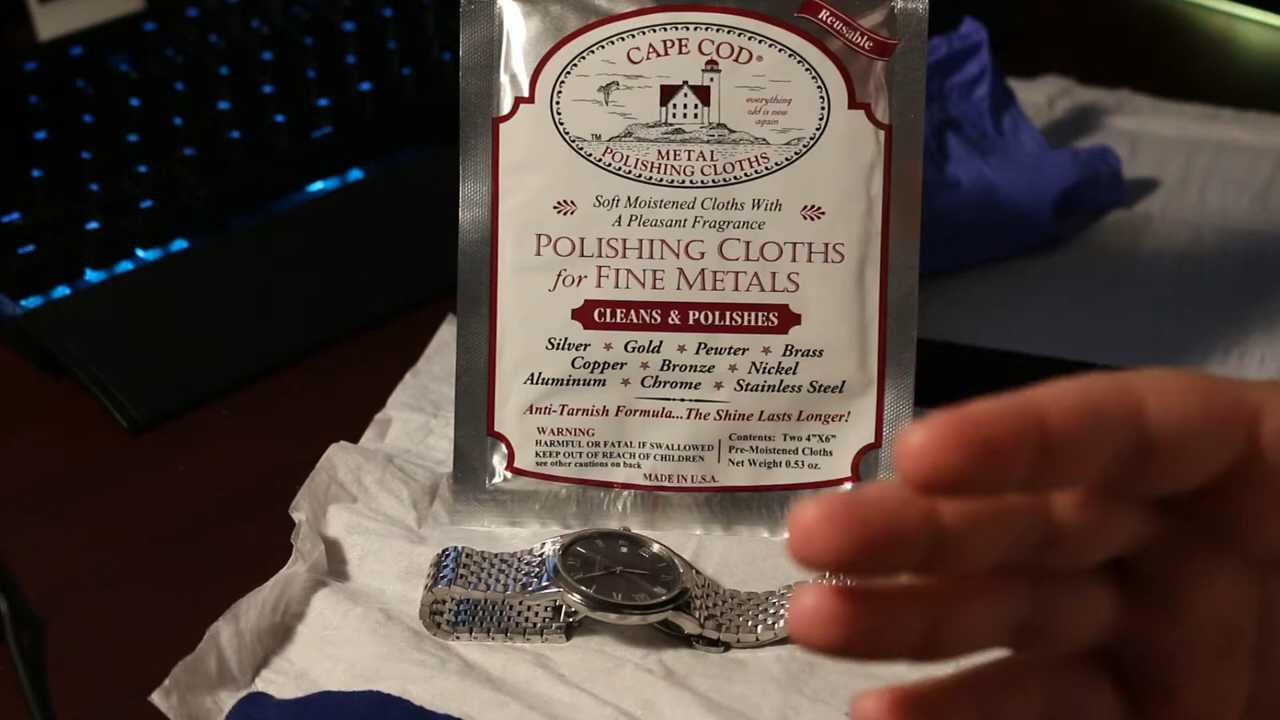 Reusable
CAPE COD®
everything
old is new
again
TM
METAL
POLISHING CLOTHS
Soft Moistened Cloths With
A Pleasant Fragrance
POLISHING CLOTHS
for FINE METALS
CLEANS & POLISHES
Silver ★ Gold ★ Pewter ★ Brass
Copper ★ Bronze ★ Nickel
Aluminum ★ Chrome ★ Stainless Steel
Anti-Tarnish Formula...The Shine Lasts Longer!
WARNING
HARMFUL OR FATAL IF SWALLOWED
KEEP OUT OF REACH OF CHILDREN
see other cautions on back
Contents: Two 4"X6"
Pre-Moistened Cloths
Net Weight 0.53 oz.
MADE IN U.S.A.